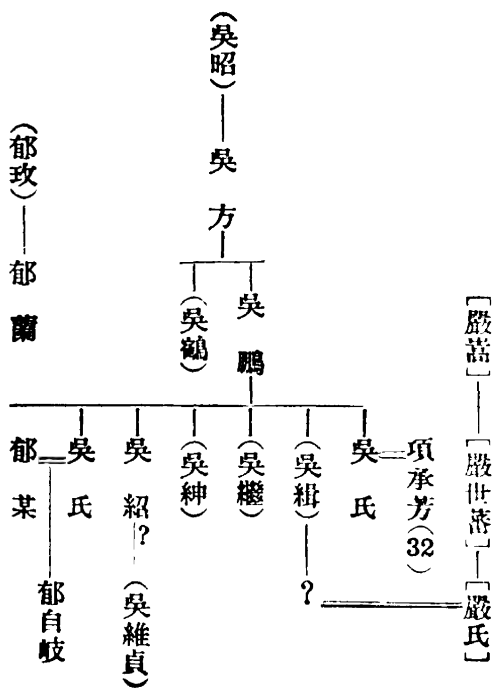 [嚴嵩]
[嚴世蕃]
[嚴氏]
項承芳(32)
吳氏
(吳緝)
?
吳鵬
(吳繼)
(吳昭)
吳方
(吳鶴)
(吳紳)
吳紹?
(吳維貞)
吳氏
郁自岐
(郁玫)
郁蘭
郁某